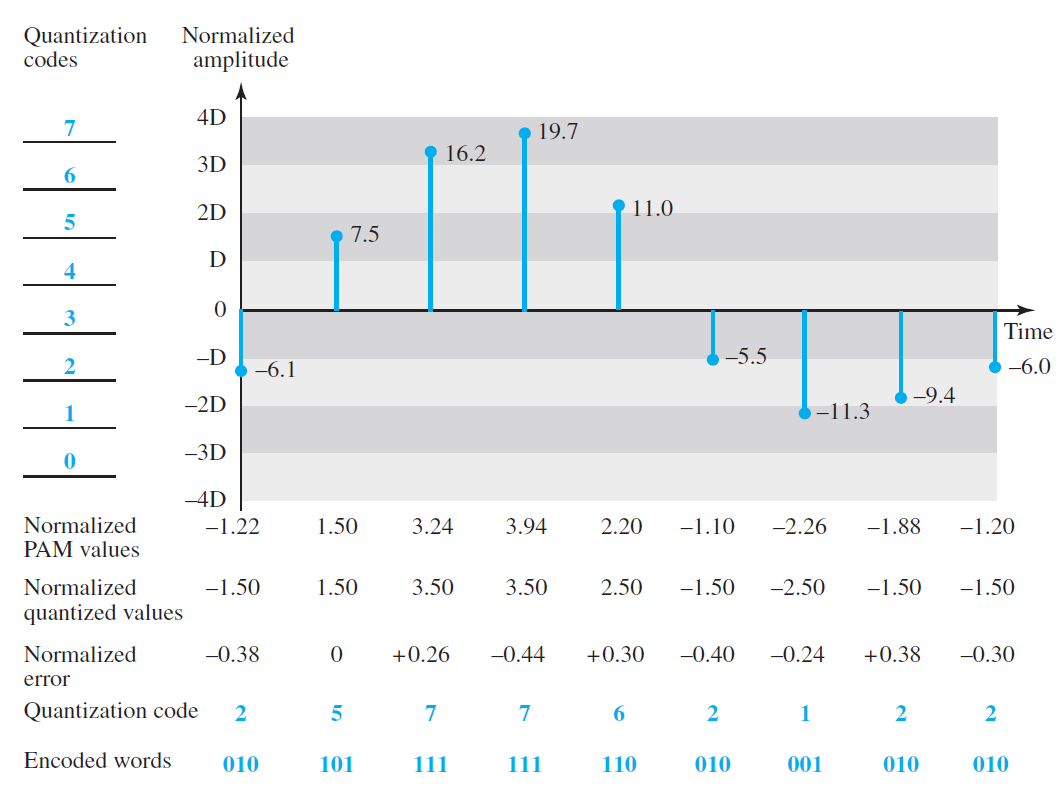 Quantization codes
Normalized amplitude
7
6
5
4
3
2
1
0
4D
3D
2D
D
0
–D
–2D
–3D
–4D
–6.1
7.5
16.2
19.7
11.0
–5.5
–11.3
–9.4
–6.0
Time
Normalized PAM values –1.22 1.50 3.24 3.94 2.20 –1.10 –2.26 –1.88 –1.20
Normalized quantized values –1.50 1.50 3.50 3.50 2.50 –1.50 –2.50 –1.50 –1.50
Normalized error –0.38 0 +0.26 –0.44 +0.30 –0.40 –0.24 +0.38 –0.30
Quantization code 2 5 7 7 6 2 1 2 2
Encoded words 010 101 111 111 110 010 001 010 010